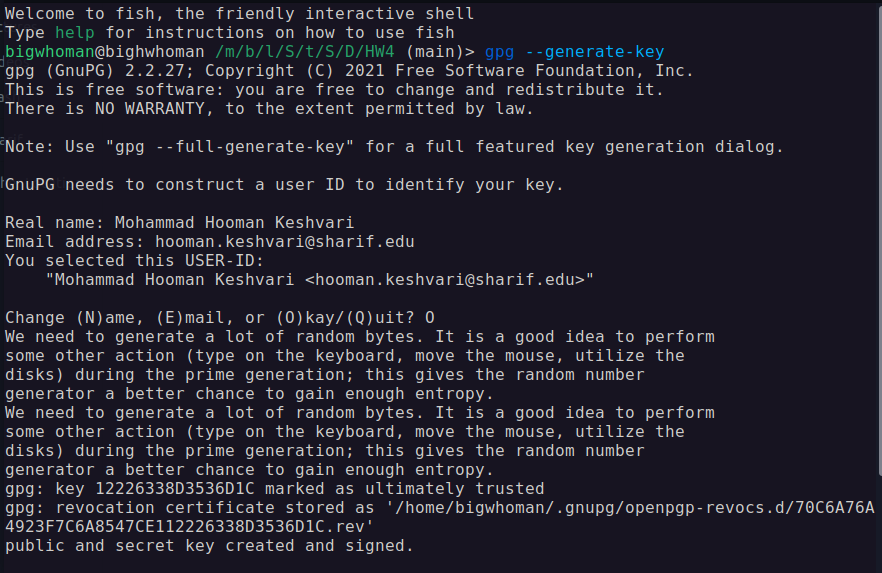 Welcome to fish, the friendly interactive shell
Type help for instructions on how to use fish
bigwhoman@bighwhoman /m/b/l/S/t/S/D/HW4 (main)> gpg --generate-key
gpg (GnuPG) 2.2.27; Copyright (C) 2021 Free Software Foundation, Inc.
This is free software: you are free to change and redistribute it.
There is NO WARRANTY, to the extent permitted by law.

Note: Use "gpg --full-generate-key" for a full featured key generation dialog.

GnuPG needs to construct a user ID to identify your key.

Real name: Mohammad Hooman Keshvari
Email address: hooman.keshvari@sharif.edu
You selected this USER-ID:
    "Mohammad Hooman Keshvari <hooman.keshvari@sharif.edu>"

Change (N)ame, (E)mail, or (O)kay/(Q)uit? O
We need to generate a lot of random bytes. It is a good idea to perform
some other action (type on the keyboard, move the mouse, utilize the
disks) during the prime generation; this gives the random number
generator a better chance to gain enough entropy.
We need to generate a lot of random bytes. It is a good idea to perform
some other action (type on the keyboard, move the mouse, utilize the
disks) during the prime generation; this gives the random number
generator a better chance to gain enough entropy.
gpg: key 12226338D3536D1C marked as ultimately trusted
gpg: revocation certificate stored as '/home/bigwhoman/.gnupg/openpgp-revocs.d/70C6A76A
4923F7C6A8547CE112226338D3536D1C.rev'
public and secret key created and signed.